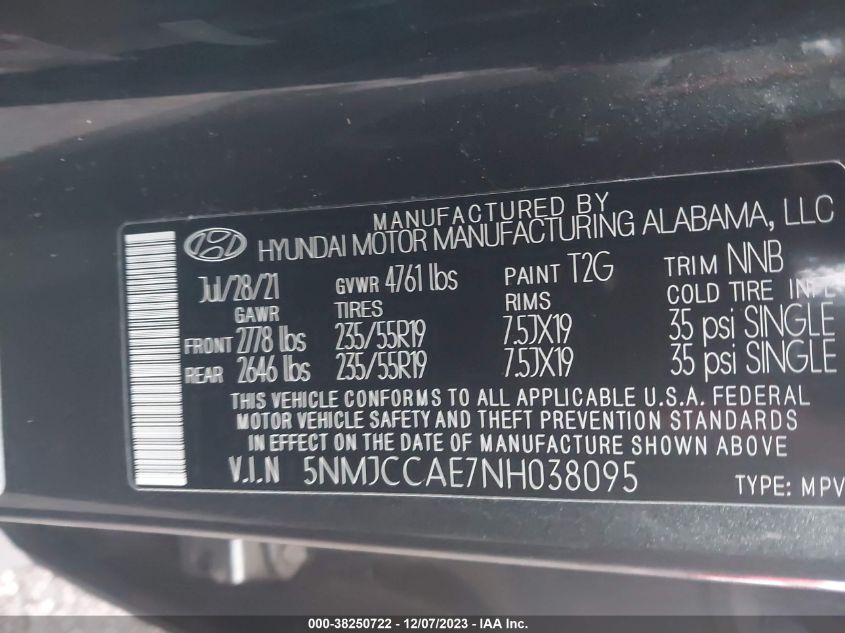 MANUFACTURED BY
HYUNDAI MOTOR MANUFACTURING ALABAMA, LLC
Jul/28/21 GVWR 4761 lbs PAINT T2G TRIM NNB
GAWR TIRES RIMS COLD TIRE INFL
FRONT 2778 lbs 235/55R19 7.5JX19 35 psi SINGLE
REAR 2646 lbs 235/55R19 7.5JX19 35 psi SINGLE
THIS VEHICLE CONFORMS TO ALL APPLICABLE U.S.A. FEDERAL
MOTOR VEHICLE SAFETY AND THEFT PREVENTION STANDARDS
IN EFFECT ON THE DATE OF MANUFACTURE SHOWN ABOVE
V.I.N 5NMJCCAE7NH038095 TYPE: MPV
000-38250722 - 12/07/2023 - Copyright © IAA, Inc.